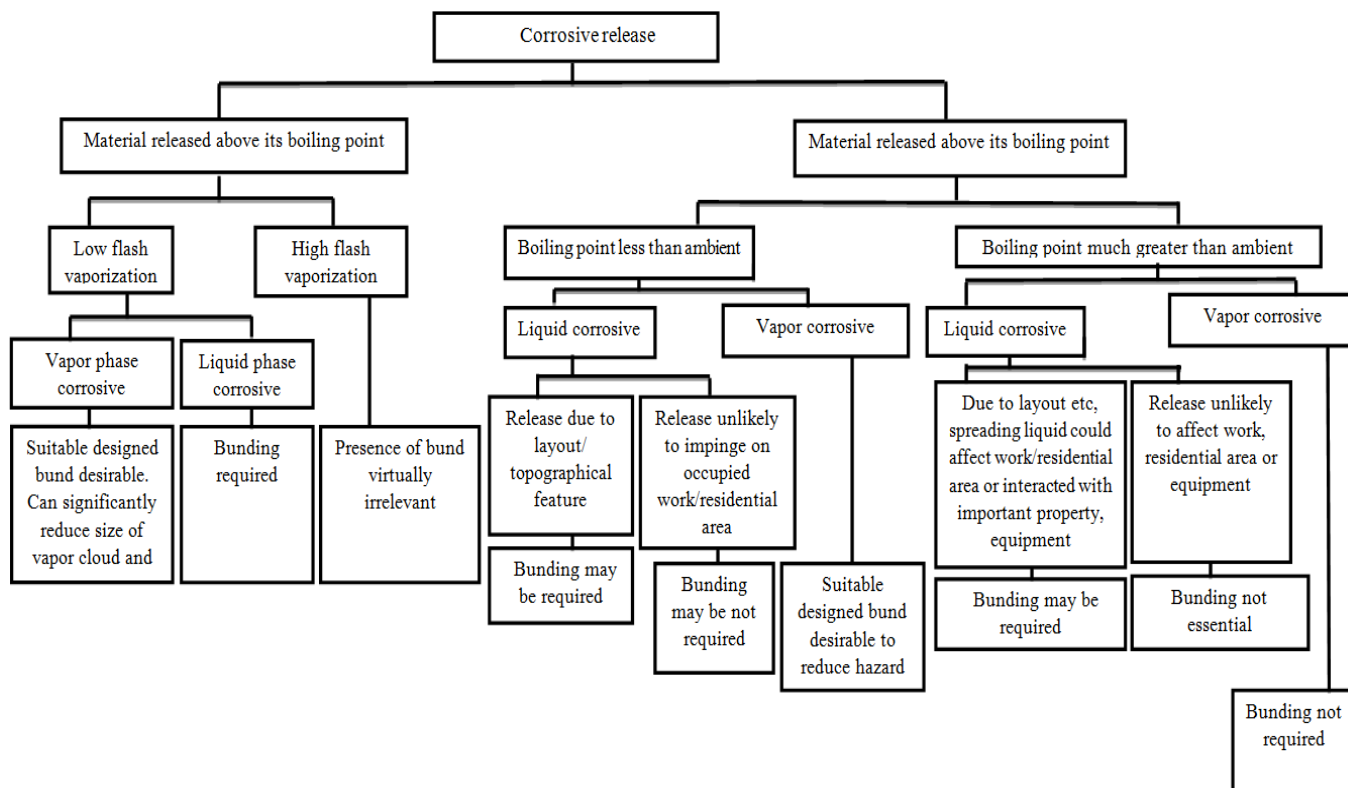 Corrosive release
Material released above its boiling point
Material released above its boiling point
Low flash
vaporization
High flash
vaporization
Boiling point less than ambient
Boiling point much greater than ambient
Vapor phase
corrosive
Liquid phase
corrosive
Liquid corrosive
Vapor corrosive
Liquid corrosive
Vapor corrosive
Suitable designed
bund desirable.
Can significantly
reduce size of
vapor cloud and
Bunding
required
Presence of bund
virtually
irrelevant
Release due to
layout/
topographical
feature
Release unlikely
to impinge on
occupied
work/residential
area
Due to layout etc,
spreading liquid could
affect work/residential
area or interacted with
important property,
equipment
Release unlikely
to affect work,
residential area or
equipment
Bunding may
be required
Bunding
may be not
required
Suitable
designed bund
desirable to
reduce hazard
Bunding may be
required
Bunding not
essential
Bunding not
required